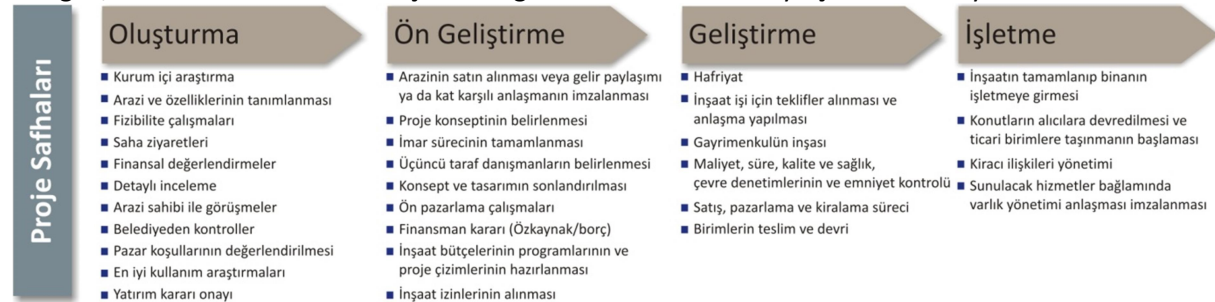 Proje Safhaları
Oluşturma
Kurum içi araştırma
Arazi ve özelliklerinin tanımlanması
Fizibilite çalışmaları
Saha ziyaretleri
Finansal değerlendirmeler
Detaylı inceleme
Arazi sahibi ile görüşmeler
Belediyeden kontroller
Pazar koşullarının değerlendirilmesi
En iyi kullanım araştırmaları
Yatırım kararı onayı
Ön Geliştirme
Arazinin satın alınması veya gelir paylaşımı
ya da kat karşılı anlaşmanın imzalanması
Proje konseptinin belirlenmesi
İmar sürecinin tamamlanması
Üçüncü taraf danışmanların belirlenmesi
Konsept ve tasarımın sonlandırılması
Ön pazarlama çalışmaları
Finansman kararı (Özkaynak/borç)
İnşaat bütçelerinin programlarının ve
proje çizimlerinin hazırlanması
İnşaat izinlerinin alınması
Geliştirme
Hafriyat
İnşaat işi için teklifler alınması ve
anlaşma yapılması
Gayrimenkulün inşası
Maliyet, süre, kalite ve sağlık,
çevre denetimlerinin ve emniyet kontrolü
Satış, pazarlama ve kiralama süreci
Birimlerin teslim ve devri
İşletme
İnşaatın tamamlanıp binanın
işletmeye girmesi
Konutların alıcılara devredilmesi ve
ticari birimlere taşınmanın başlaması
Kiracı ilişkileri yönetimi
Sunulacak hizmetler bağlamında
varlık yönetimi anlaşması imzalanması